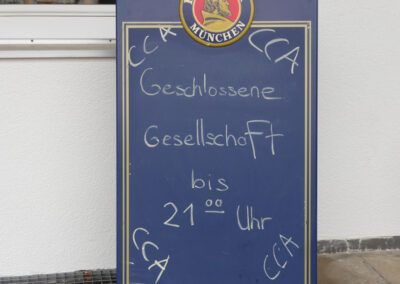 MÜNCHEN
CCA CCA
Geschlossene
Gesellschaft
bis
21⁰⁰ Uhr
CCA CCA